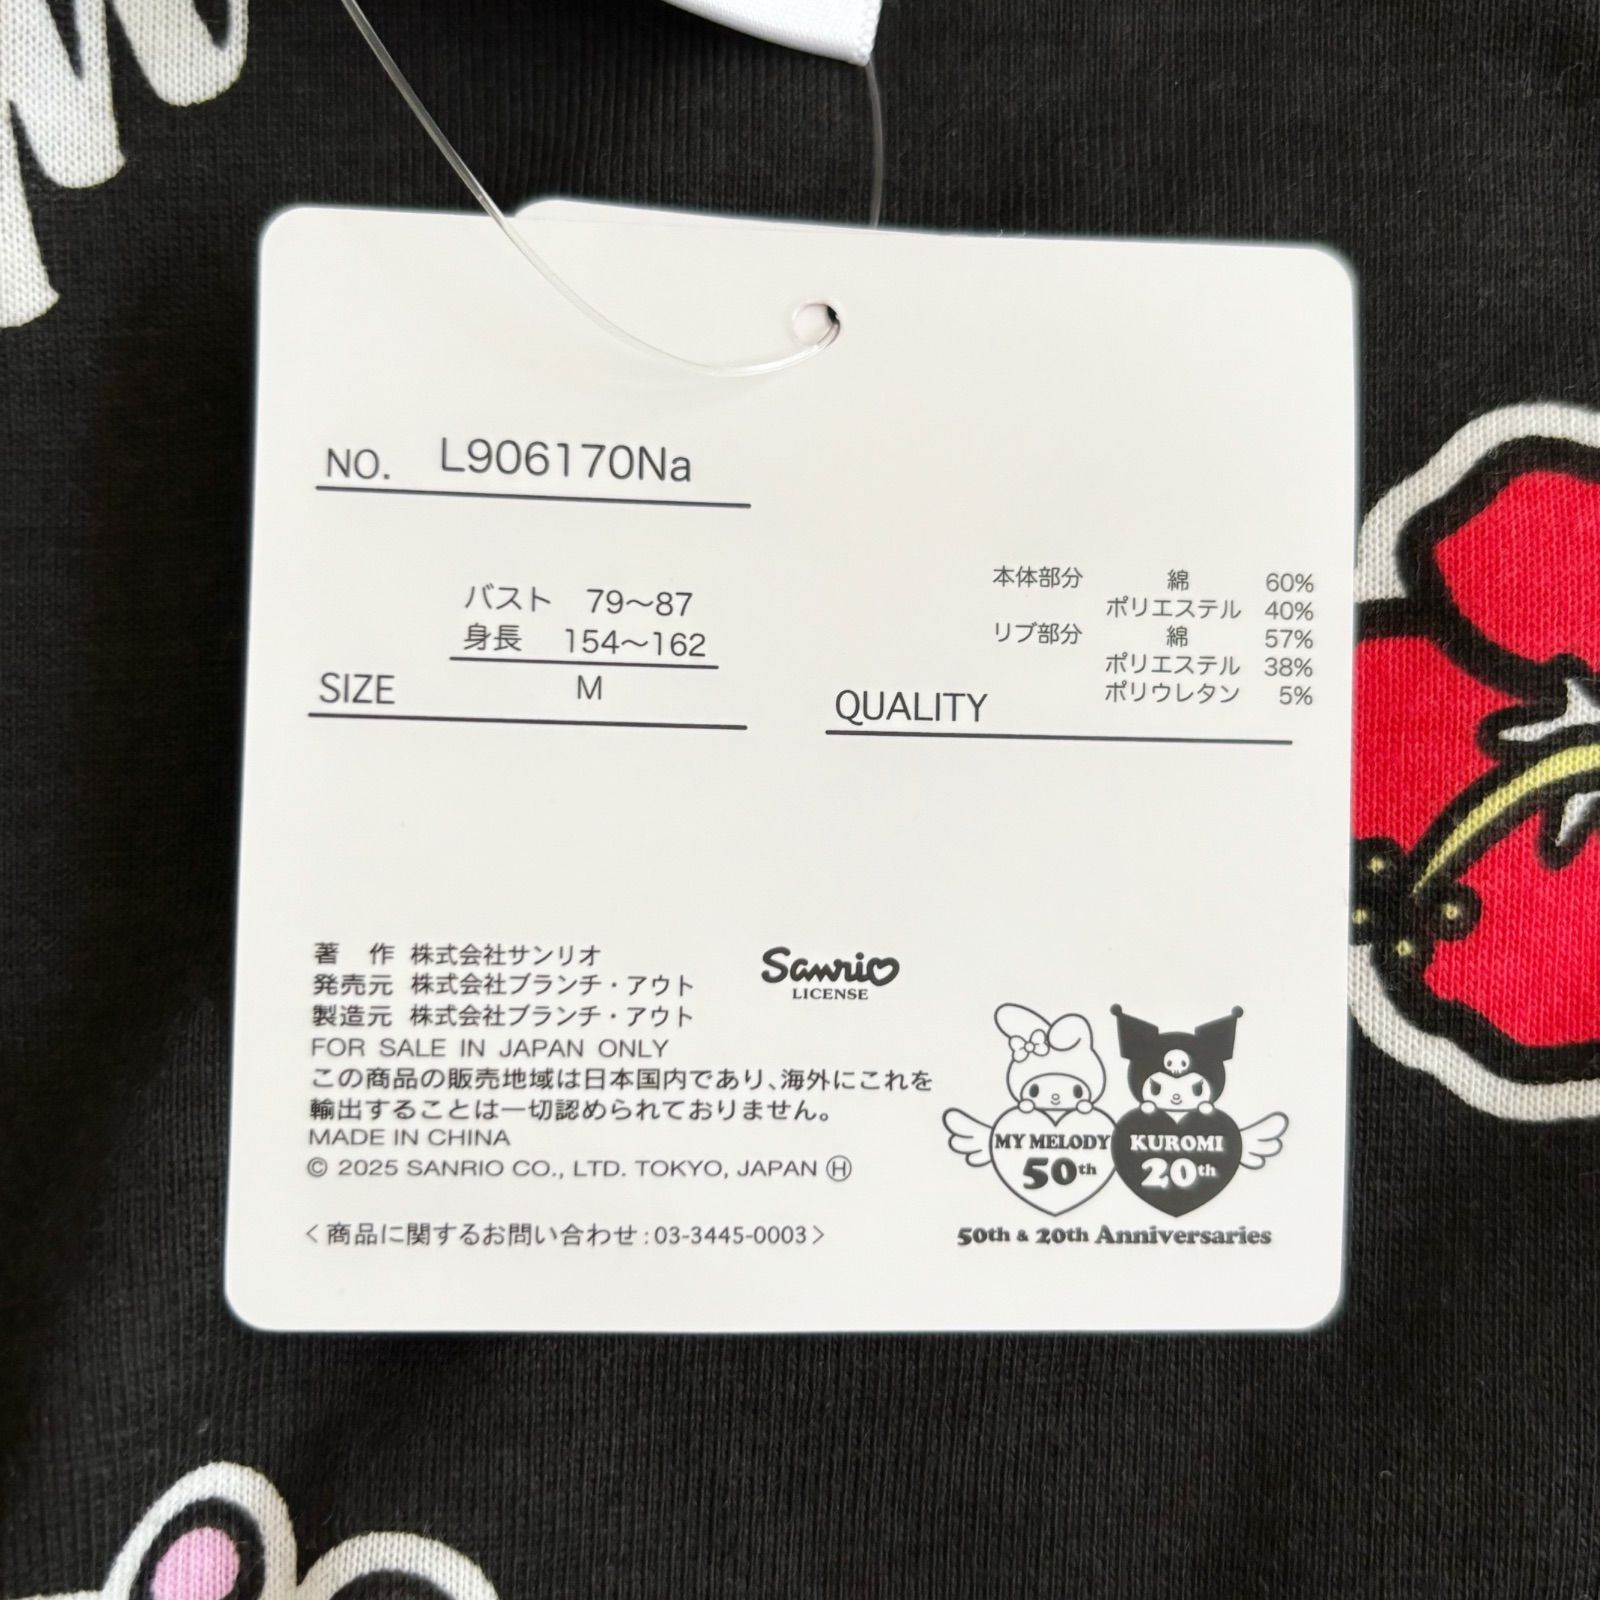 NO. L906170Na
バスト 79～87
身長 154～162
SIZE M
本体部分 綿 60%
ポリエステル 40%
リブ部分 綿 57%
ポリエステル 38%
ポリウレタン 5%
QUALITY
著 作 株式会社サンリオ
発売元 株式会社ブランチ・アウト
製造元 株式会社ブランチ・アウト
FOR SALE IN JAPAN ONLY
この商品の販売地域は日本国内であり、海外にこれを
輸出することは一切認められておりません。
MADE IN CHINA
© 2025 SANRIO CO., LTD. TOKYO, JAPAN Ⓗ
<商品に関するお問い合わせ:03-3445-0003>
Sanrio
LICENSE
MY MELODY
50th
KUROMI
20th
50th & 20th Anniversaries